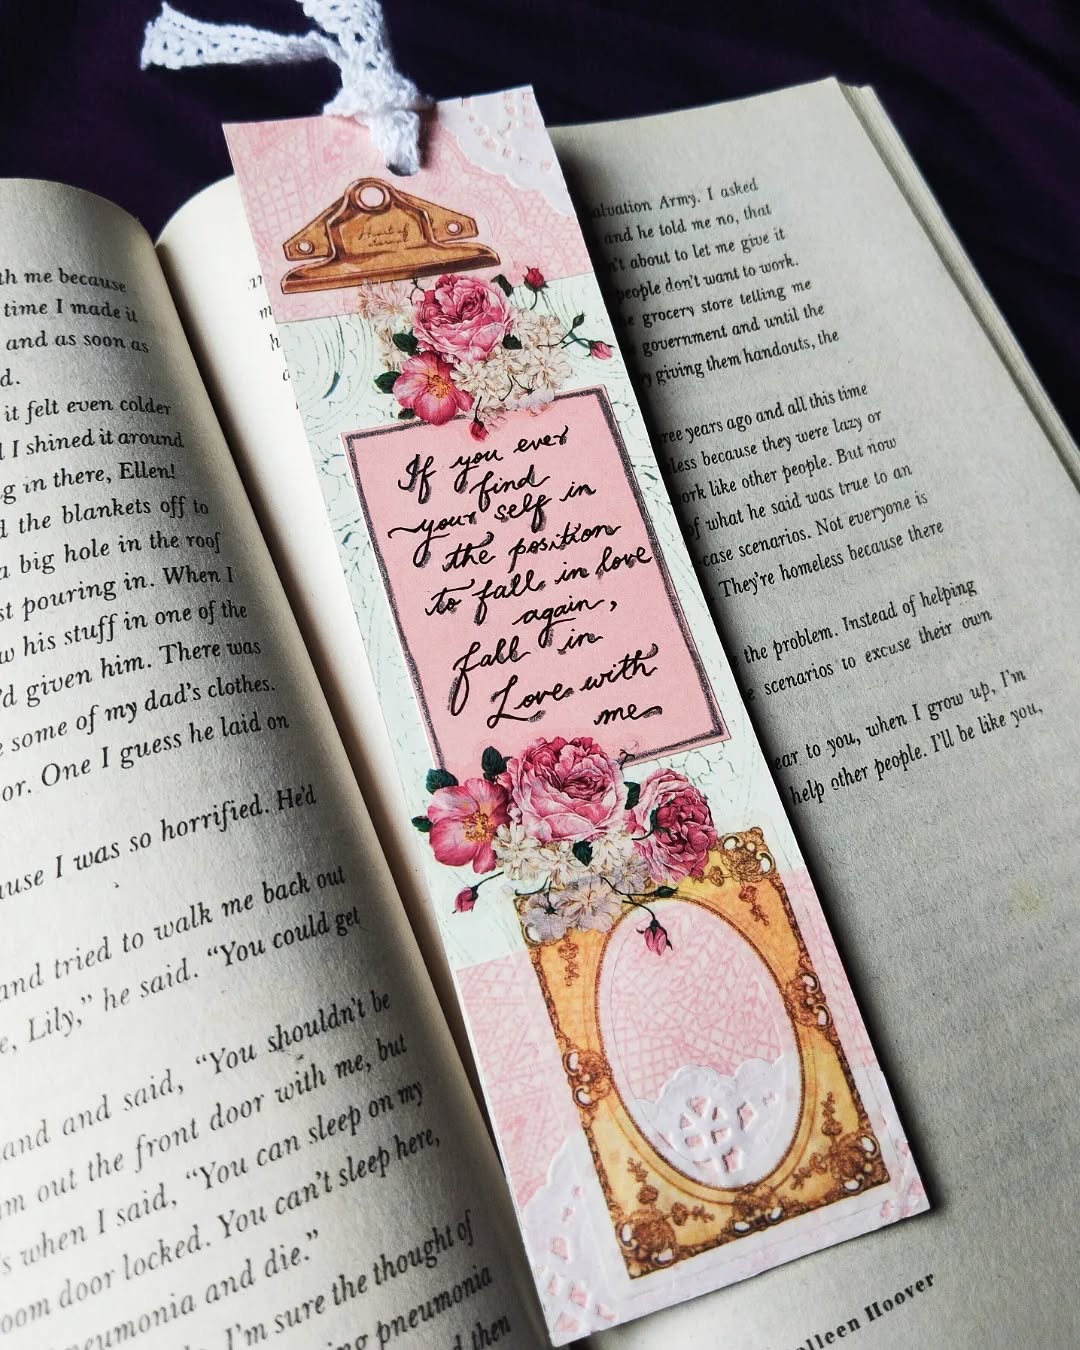 th me because
time I made it
and as soon as
d.
it felt even colder
I shined it around
g in there, Ellen!
d the blankets off to
a big hole in the roof
st pouring in. When I
w his stuff in one of the
'd given him. There was
some of my dad's clothes.
or. One I guess he laid on
ause I was so horrified. He'd
and tried to walk me back out
e, Lily," he said. "You could get
and and said, "You shouldn't be
m out the front door with me, but
s when I said, "You can sleep on my
oom door locked. You can't sleep here,
neumonia and die."
I'm sure the thought of
ng pneumonia
d then
Heart of
If you ever
find
your self in
the position
to fall in love
again,
fall in
Love with
me
alvation Army. I asked
and he told me no, that
n't about to let me give it
people don't want to work.
e grocery store telling me
government and until the
y giving them handouts, the
ree years ago and all this time
less because they were lazy or
ork like other people. But now
of what he said was true to an
case scenarios. Not everyone is
They're homeless because there
the problem. Instead of helping
e scenarios to excuse their own
ear to you, when I grow up, I'm
help other people. I'll be like you,
olleen Hoover